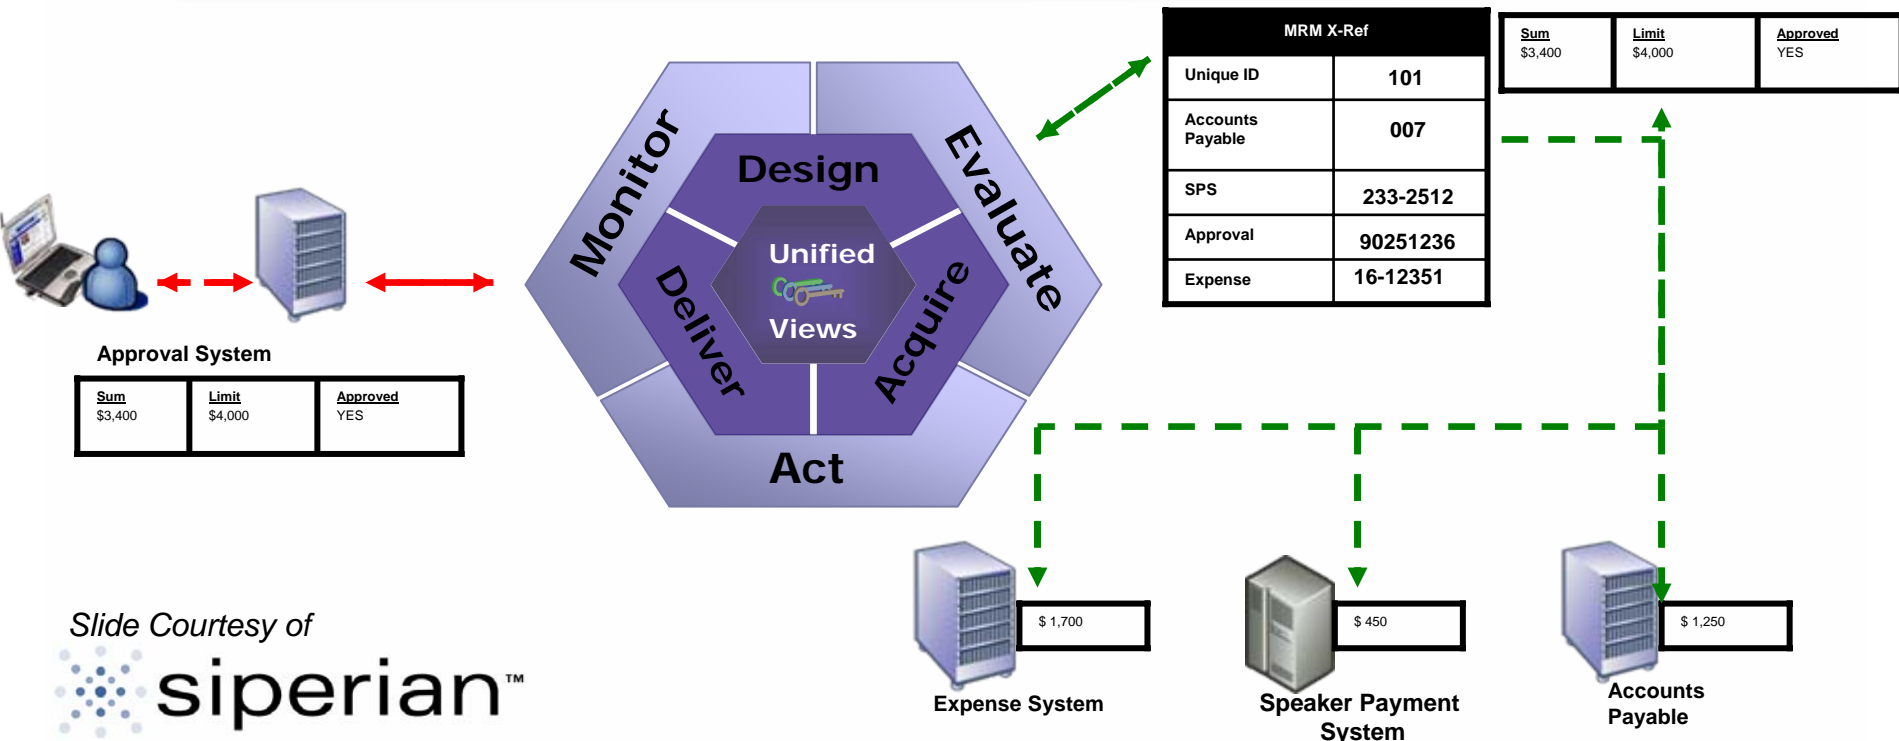 MRM X-Ref
Unique ID 101
Accounts
Payable 007
SPS 233-2512
Approval 90251236
Expense 16-12351
Sum Limit Approved
$3,400 $4,000 YES
Monitor
Evaluate
Design
Unified
Views
Deliver
Acquire
Act
Approval System
Sum Limit Approved
$3,400 $4,000 YES
$ 1,700
$ 450
$ 1,250
Expense System
Speaker Payment
System
Accounts
Payable
Slide Courtesy of
siperian™